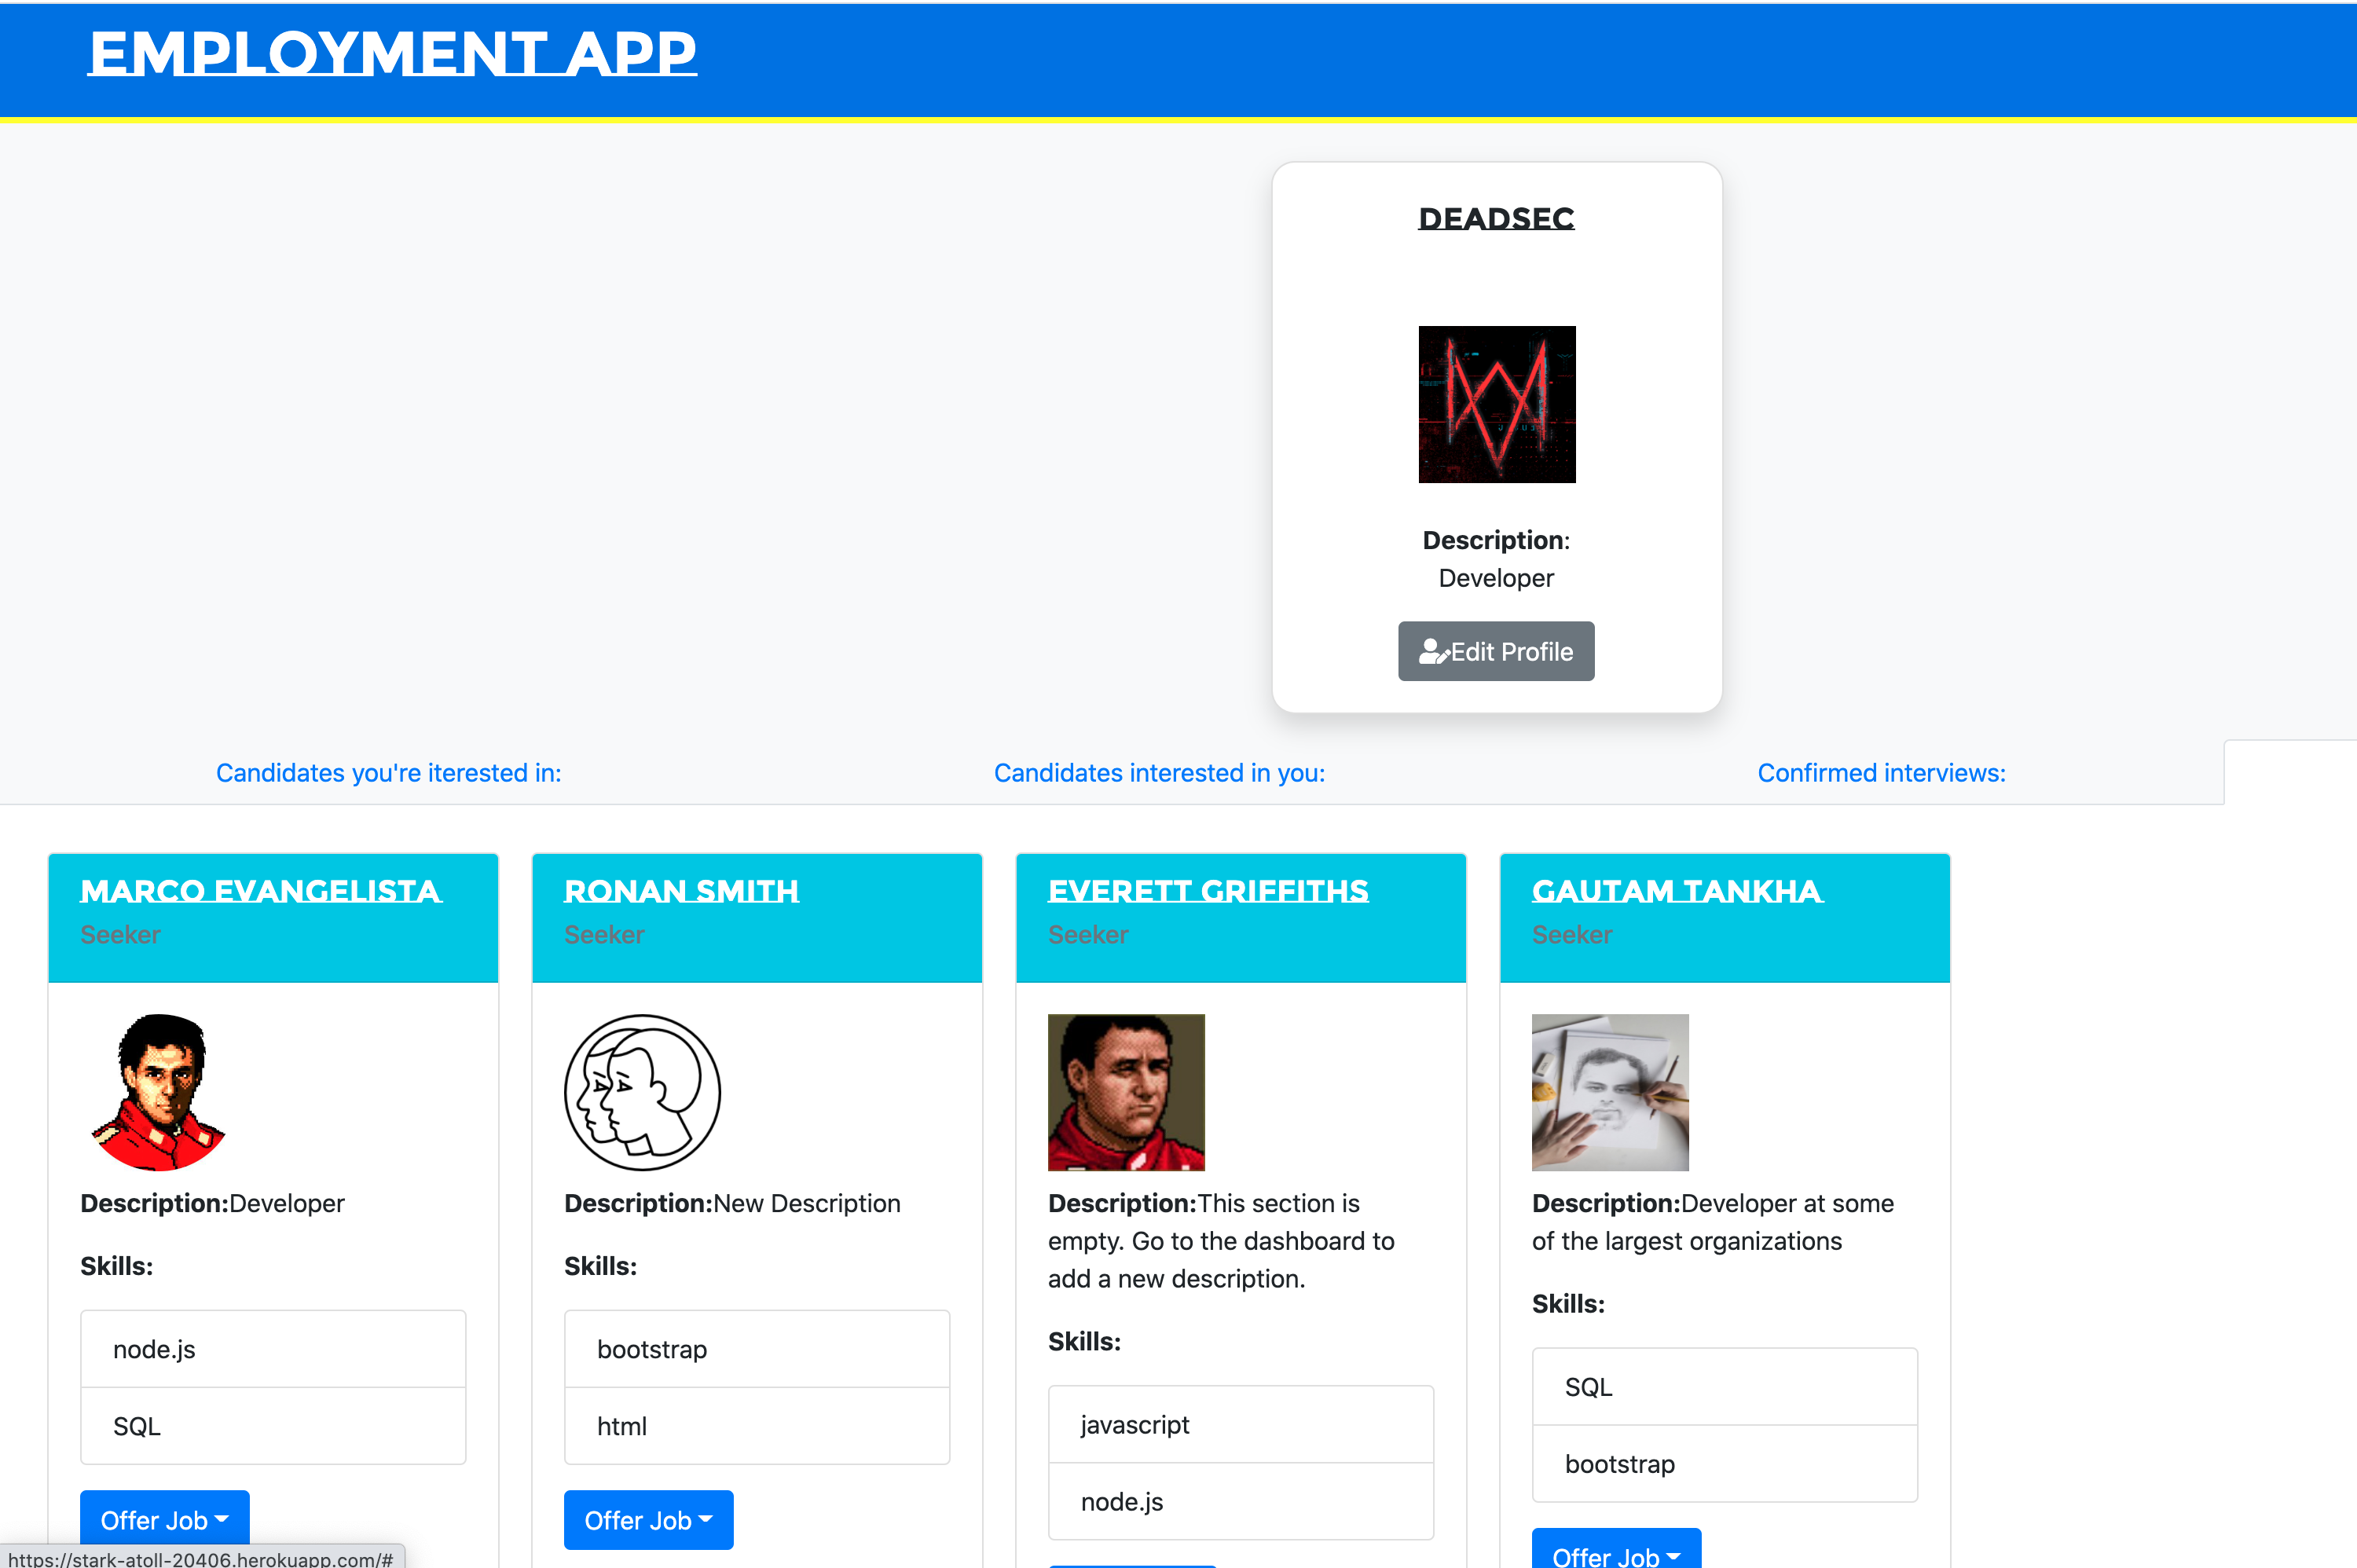 EMPLOYMENT APP
DEADSEC
Description:
Developer
Edit Profile
Candidates you're iterested in:
Candidates interested in you:
Confirmed interviews:
MARCO EVANGELISTA
Seeker
Description:Developer
Skills:
node.js
SQL
Offer Job
RONAN SMITH
Seeker
Description:New Description
Skills:
bootstrap
html
Offer Job
EVERETT GRIFFITHS
Seeker
Description:This section is
empty. Go to the dashboard to
add a new description.
Skills:
javascript
node.js
GAUTAM TANKHA
Seeker
Description:Developer at some
of the largest organizations
Skills:
SQL
bootstrap
Offer Job
https://stark-atoll-20406.herokuapp.com/#